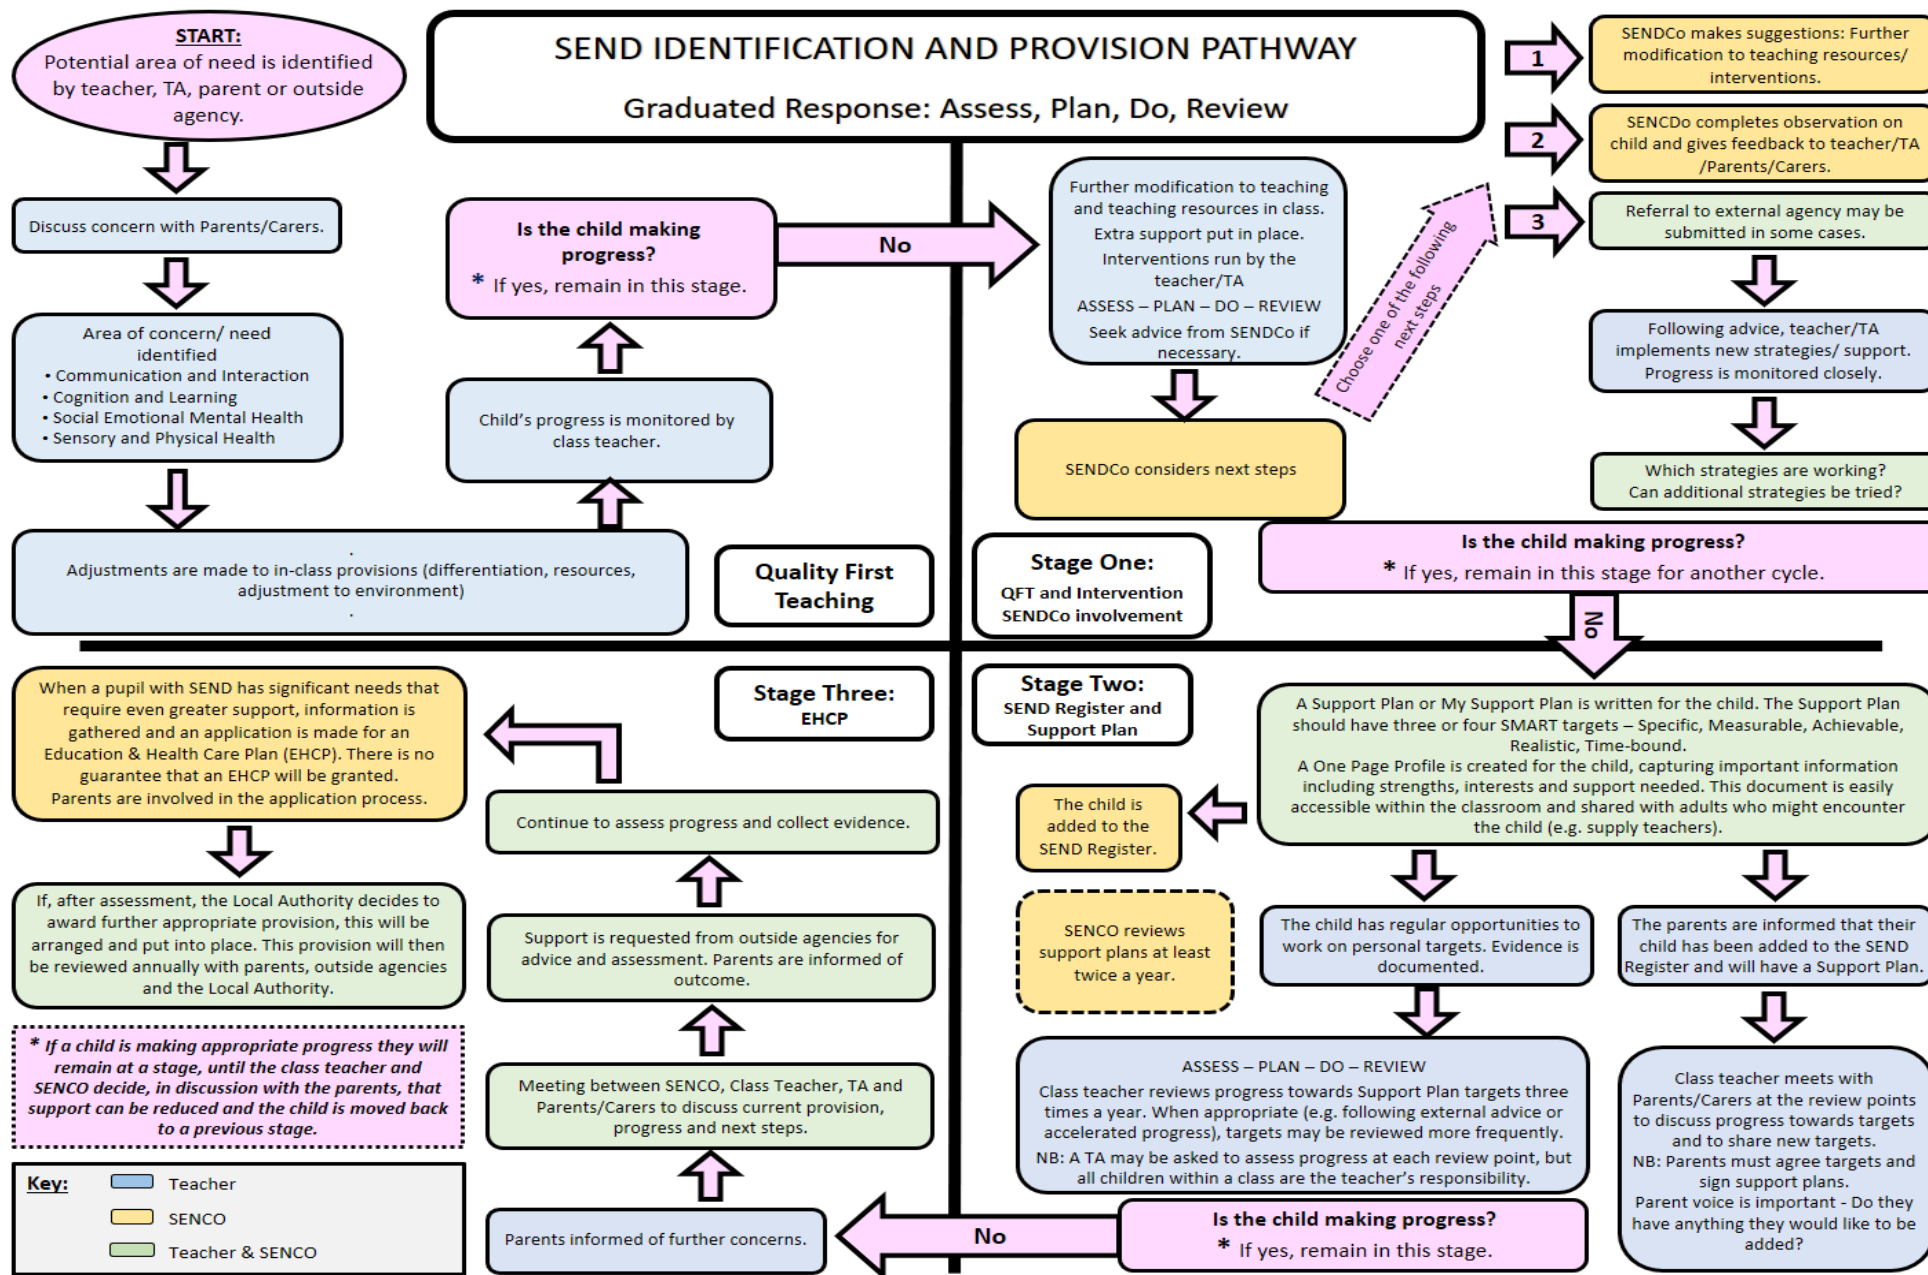 START:
Potential area of need is identified
by teacher, TA, parent or outside
agency.
Discuss concern with Parents/Carers.
Area of concern/ need
identified
• Communication and Interaction
• Cognition and Learning
• Social Emotional Mental Health
• Sensory and Physical Health
.
Adjustments are made to in-class provisions (differentiation, resources,
adjustment to environment)
.
Child's progress is monitored by
class teacher.
Is the child making
progress?
* If yes, remain in this stage.
No
Quality First
Teaching
SEND IDENTIFICATION AND PROVISION PATHWAY
Graduated Response: Assess, Plan, Do, Review
Further modification to teaching
and teaching resources in class.
Extra support put in place.
Interventions run by the
teacher/TA
ASSESS – PLAN – DO – REVIEW
Seek advice from SENDCo if
necessary.
SENDCo considers next steps
Choose one of the following
next steps
1
SENDCo makes suggestions: Further
modification to teaching resources/
interventions.
2
SENCDo completes observation on
child and gives feedback to teacher/TA
/Parents/Carers.
3
Referral to external agency may be
submitted in some cases.
Following advice, teacher/TA
implements new strategies/ support.
Progress is monitored closely.
Which strategies are working?
Can additional strategies be tried?
Stage One:
QFT and Intervention
SENDCo involvement
Is the child making progress?
* If yes, remain in this stage for another cycle.
No
Stage Two:
SEND Register and
Support Plan
A Support Plan or My Support Plan is written for the child. The Support Plan
should have three or four SMART targets – Specific, Measurable, Achievable,
Realistic, Time-bound.
A One Page Profile is created for the child, capturing important information
including strengths, interests and support needed. This document is easily
accessible within the classroom and shared with adults who might encounter
the child (e.g. supply teachers).
The child is
added to the
SEND Register.
SENCO reviews
support plans at least
twice a year.
The child has regular opportunities to
work on personal targets. Evidence is
documented.
The parents are informed that their
child has been added to the SEND
Register and will have a Support Plan.
ASSESS – PLAN – DO – REVIEW
Class teacher reviews progress towards Support Plan targets three
times a year. When appropriate (e.g. following external advice or
accelerated progress), targets may be reviewed more frequently.
NB: A TA may be asked to assess progress at each review point, but
all children within a class are the teacher's responsibility.
Class teacher meets with
Parents/Carers at the review points
to discuss progress towards targets
and to share new targets.
NB: Parents must agree targets and
sign support plans.
Parent voice is important - Do they
have anything they would like to be
added?
Is the child making progress?
* If yes, remain in this stage.
No
Stage Three:
EHCP
Parents informed of further concerns.
Meeting between SENCO, Class Teacher, TA and
Parents/Carers to discuss current provision,
progress and next steps.
Support is requested from outside agencies for
advice and assessment. Parents are informed of
outcome.
Continue to assess progress and collect evidence.
When a pupil with SEND has significant needs that
require even greater support, information is
gathered and an application is made for an
Education & Health Care Plan (EHCP). There is no
guarantee that an EHCP will be granted.
Parents are involved in the application process.
If, after assessment, the Local Authority decides to
award further appropriate provision, this will be
arranged and put into place. This provision will then
be reviewed annually with parents, outside agencies
and the Local Authority.
* If a child is making appropriate progress they will
remain at a stage, until the class teacher and
SENCO decide, in discussion with the parents, that
support can be reduced and the child is moved back
to a previous stage.
Key:
Teacher
SENCO
Teacher & SENCO